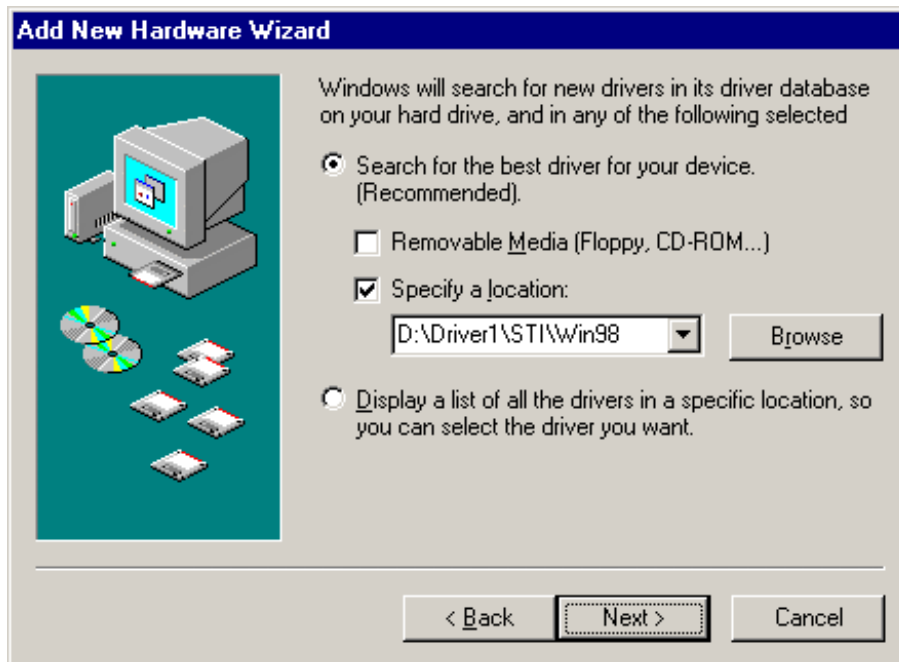 Add New Hardware Wizard
Windows will search for new drivers in its driver database
on your hard drive, and in any of the following selected
Search for the best driver for your device.
(Recommended).
Removable Media (Floppy, CD-ROM...)
Specify a location:
D:\Driver1\STI\Win98
Browse
Display a list of all the drivers in a specific location, so
you can select the driver you want.
< Back
Next >
Cancel